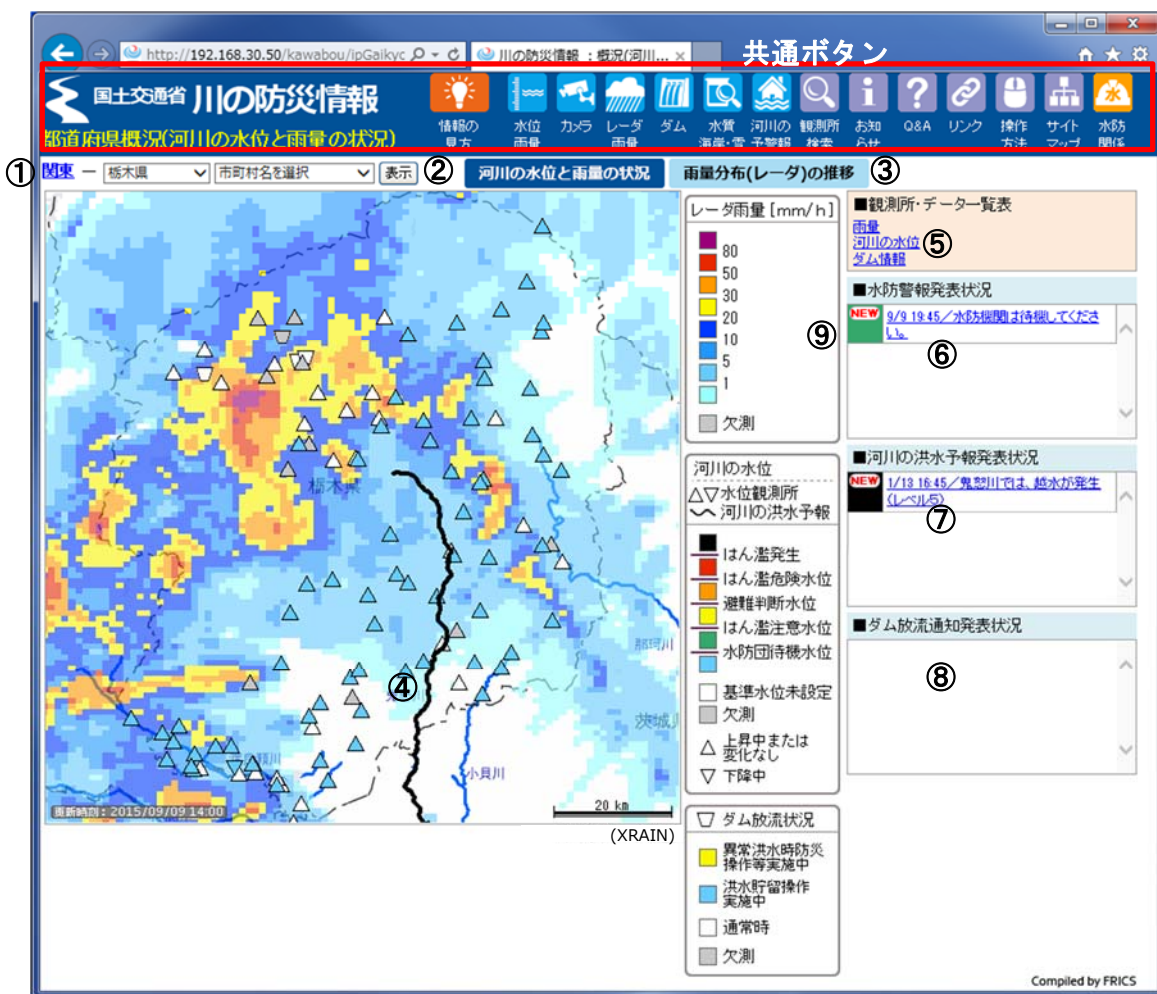 http://192.168.30.50/kawabou/ipGaikyc
川の防災情報 : 概況(河川...
共通ボタン
国土交通省 川の防災情報
都道府県概況(河川の水位と雨量の状況)
情報の見方
水位雨量
カメラ
レーダ雨量
ダム
水質海岸・雪
河川の予警報
観測所検索
お知らせ
Q&A
リンク
操作方法
サイトマップ
水防関係
① 関東 － 栃木県 市町村名を選択 表示 ②
河川の水位と雨量の状況
雨量分布(レーダ)の推移 ③
栃木県
那珂川
茨城県
小貝川
④
更新時刻：2015/09/09 14:00
20 km
(XRAIN)
レーダ雨量 [mm/h]
80
50
30
20
10
5
1
欠測
⑨
河川の水位
△▽水位観測所
河川の洪水予報
はん濫発生
はん濫危険水位
避難判断水位
はん濫注意水位
水防団待機水位
基準水位未設定
欠測
△ 上昇中または
変化なし
▽ 下降中
ダム放流状況
異常洪水時防災
操作等実施中
洪水貯留操作
実施中
通常時
欠測
■観測所・データ一覧表
雨量
河川の水位 ⑤
ダム情報
■水防警報発表状況
NEW 9/9 19:45／水防機関は待機してくださ
い。
⑥
■河川の洪水予報発表状況
NEW 1/13 16:45／鬼怒川では、越水が発生
(レベル5)
⑦
■ダム放流通知発表状況
⑧
Compiled by FRICS